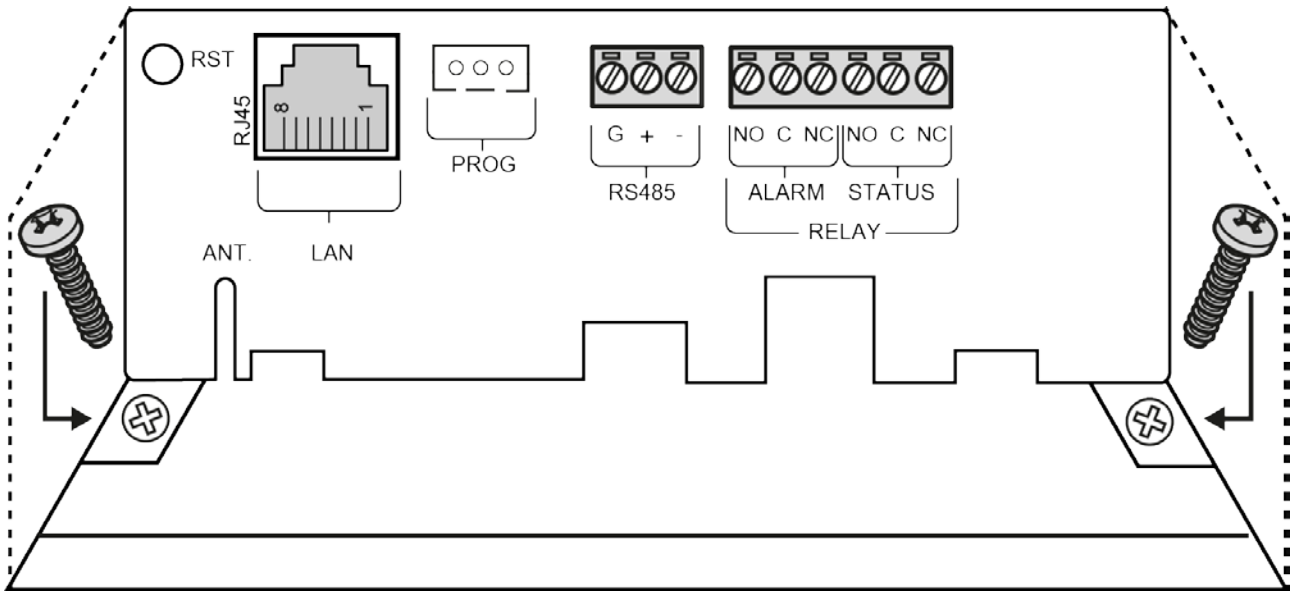 RST
RJ45
8 1
PROG
G + -
RS485
NO C NC NO C NC
ALARM STATUS
RELAY
ANT. LAN